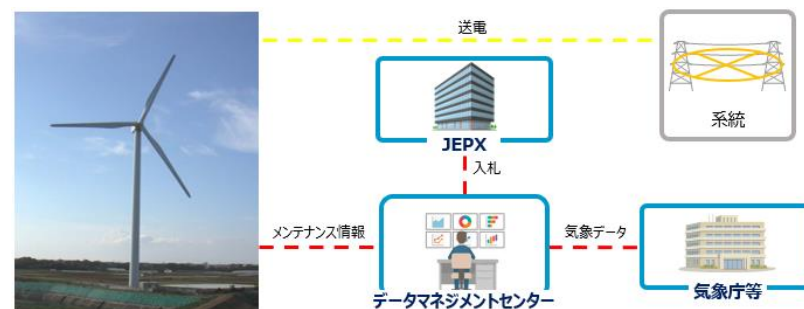 送電
系統
JEPX
入札
メンテナンス情報
気象データ
データマネジメントセンター
気象庁等